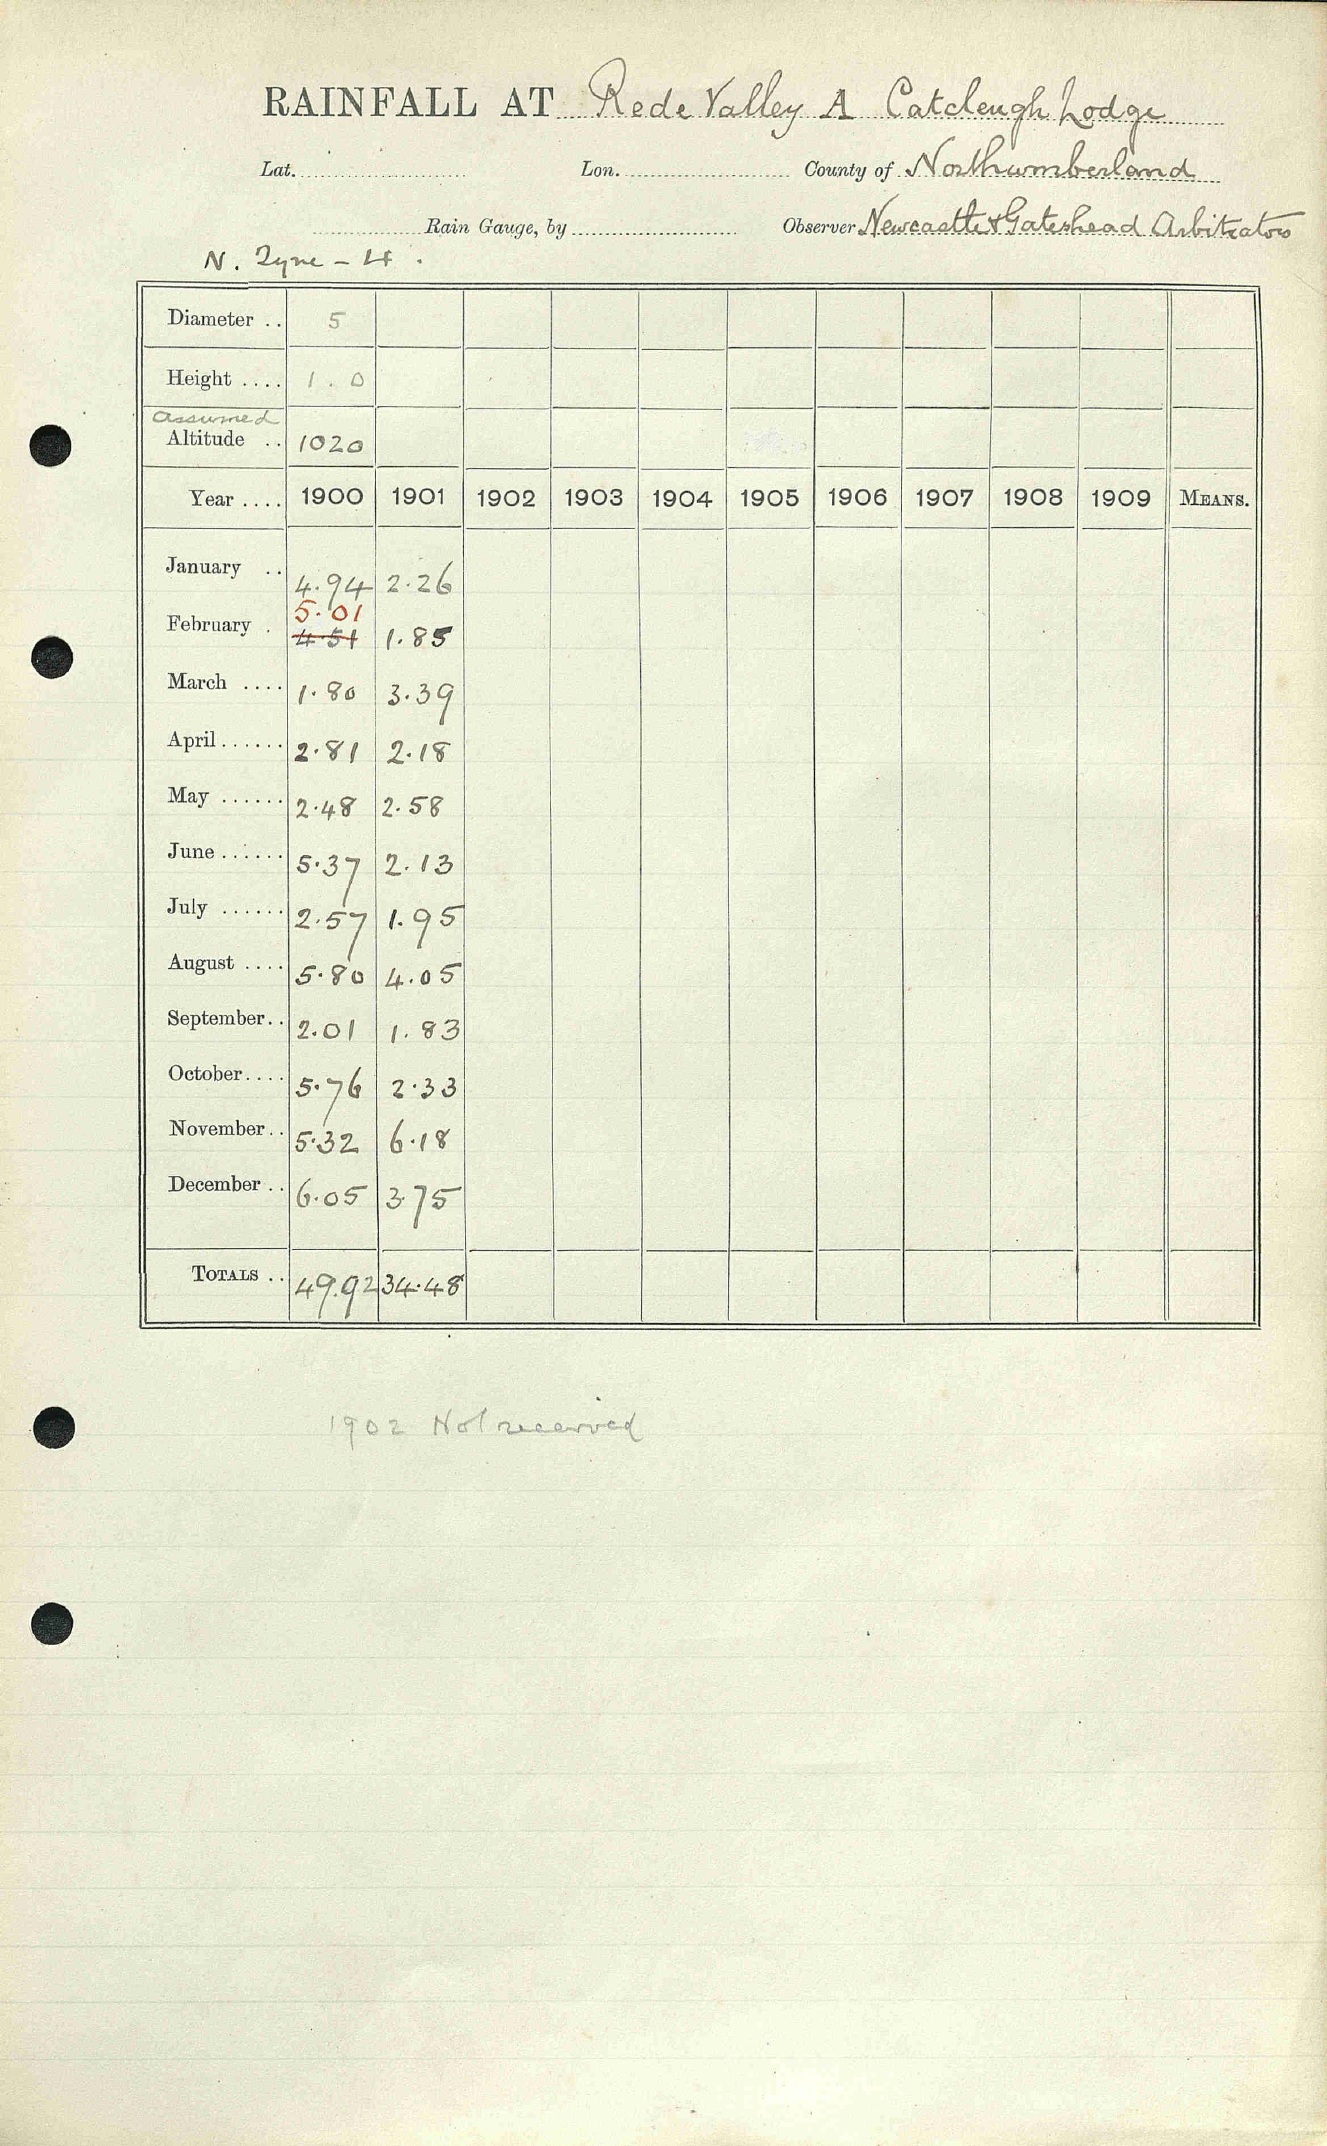 RAINFALL AT Rede Valley A Catcleugh Lodge
Lat. Lon. County of Northumberland
Rain Gauge, by Observer Newcastle & Gateshead Arbitrators
N. Tyne - 4.
Diameter .. 5
Height .... 1.0
assumed
Altitude .. 1020
Year .... 1900 1901 1902 1903 1904 1905 1906 1907 1908 1909 MEANS.
January .. 4.94 2.26
5.01
February . 4.51 1.85
March .... 1.80 3.39
April...... 2.81 2.18
May ...... 2.48 2.58
June ...... 5.37 2.13
July ...... 2.57 1.95
August .... 5.80 4.05
September.. 2.01 1.83
October.... 5.76 2.33
November.. 5.32 6.18
December .. 6.05 3.75
TOTALS .. 49.92 34.48
1902 Not received